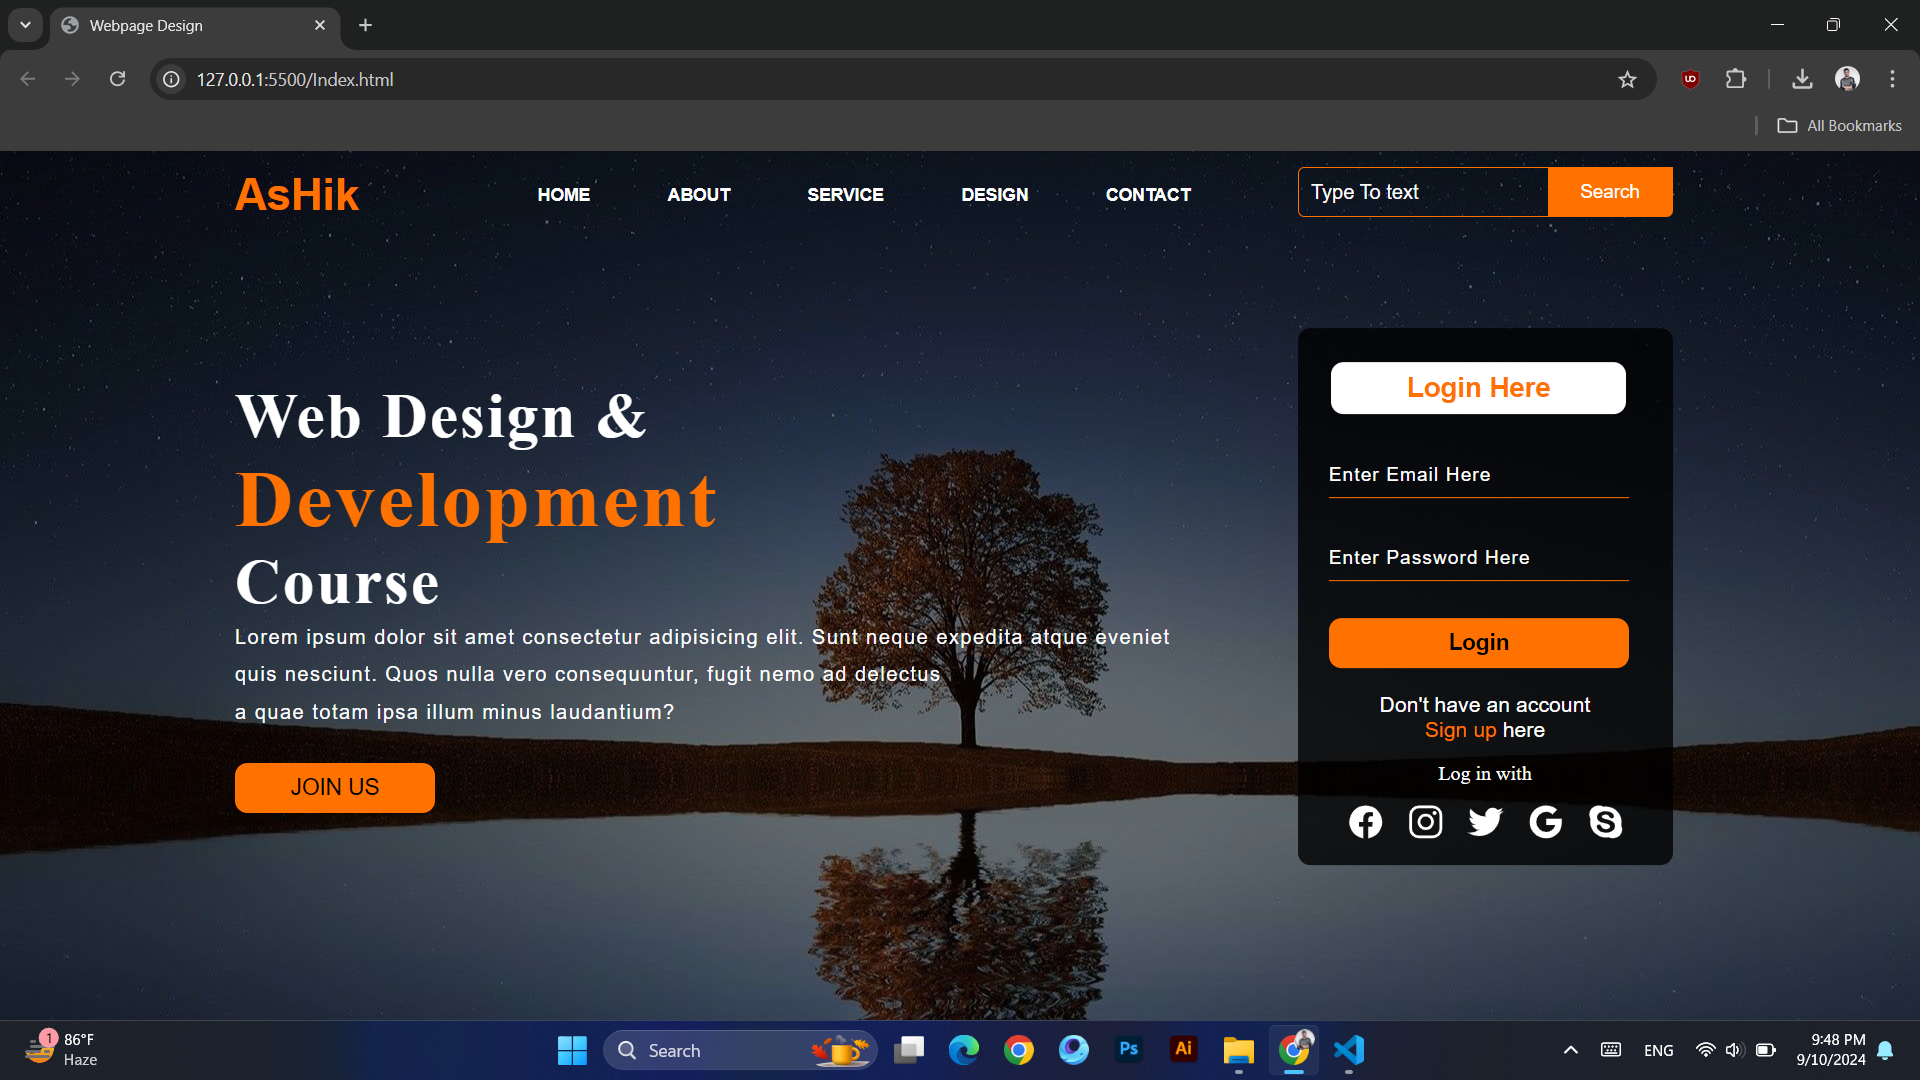 Webpage Design
127.0.0.1:5500/Index.html
All Bookmarks
AsHik
HOME ABOUT SERVICE DESIGN CONTACT
Type To text Search
Web Design &
Development
Course
Lorem ipsum dolor sit amet consectetur adipisicing elit. Sunt neque expedita atque eveniet
quis nesciunt. Quos nulla vero consequuntur, fugit nemo ad delectus
a quae totam ipsa illum minus laudantium?
JOIN US
Login Here
Enter Email Here
Enter Password Here
Login
Don't have an account
Sign up here
Log in with
1
86°F
Haze
Search
Ps
Ai
ENG
9:48 PM
9/10/2024